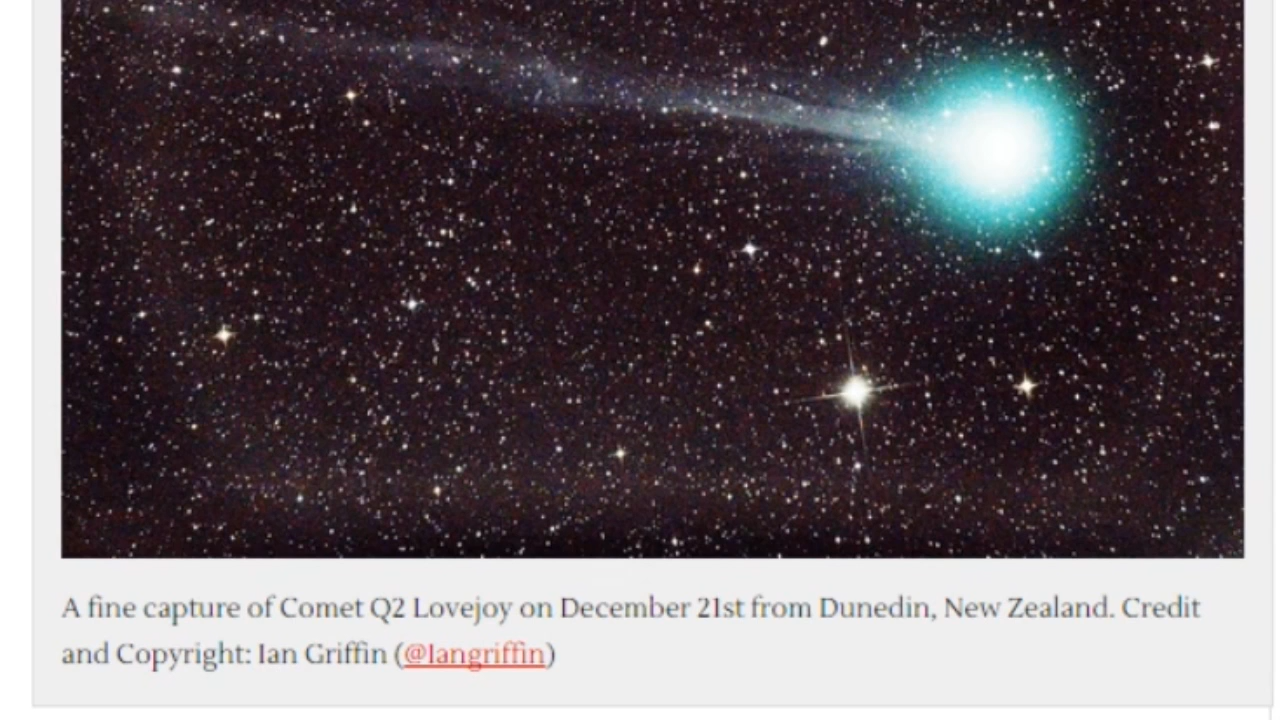 A fine capture of Comet Q2 Lovejoy on December 21st from Dunedin, New Zealand. Credit
and Copyright: Ian Griffin (@Iangriffin)